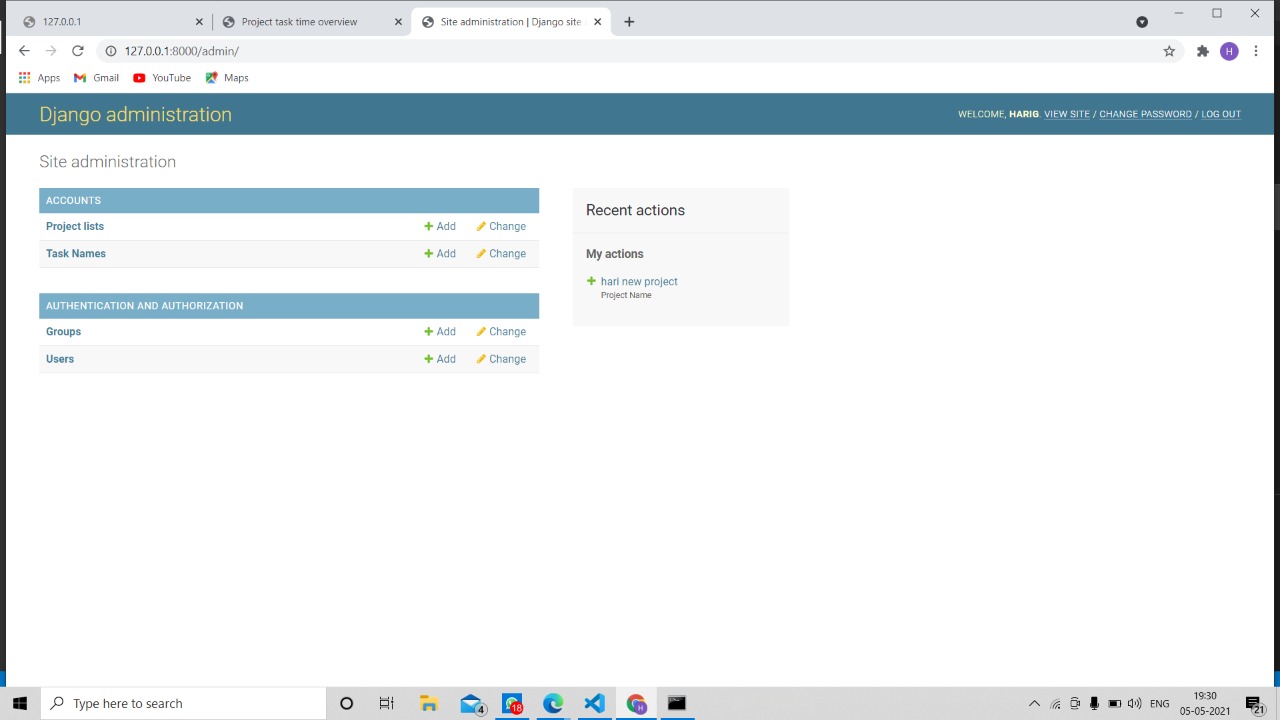 127.0.0.1
Project task time overview
Site administration | Django site
127.0.0.1:8000/admin/
H
Apps
Gmail
YouTube
Maps
Django administration
WELCOME, HARIG. VIEW SITE / CHANGE PASSWORD / LOG OUT
Site administration
ACCOUNTS
Project lists Add Change
Task Names Add Change
AUTHENTICATION AND AUTHORIZATION
Groups Add Change
Users Add Change
Recent actions
My actions
hari new project
Project Name
Type here to search
4
18
H
ENG
19:30
05-05-2021
21